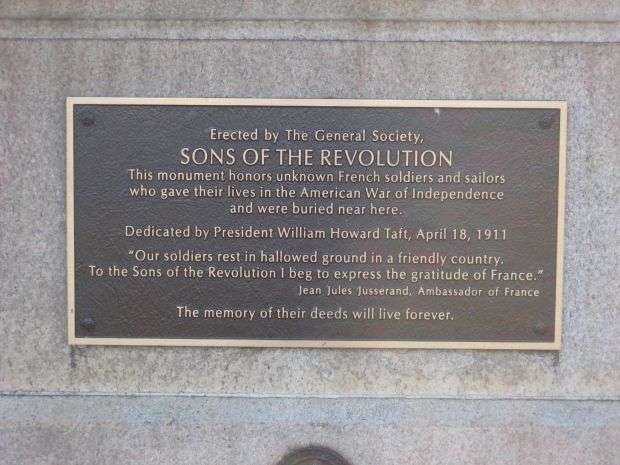 Erected by The General Society,
SONS OF THE REVOLUTION
This monument honors unknown French soldiers and sailors
who gave their lives in the American War of Independence
and were buried near here.
Dedicated by President William Howard Taft, April 18, 1911
“Our soldiers rest in hallowed ground in a friendly country.
To the Sons of the Revolution I beg to express the gratitude of France.”
Jean Jules Jusserand, Ambassador of France
The memory of their deeds will live forever.